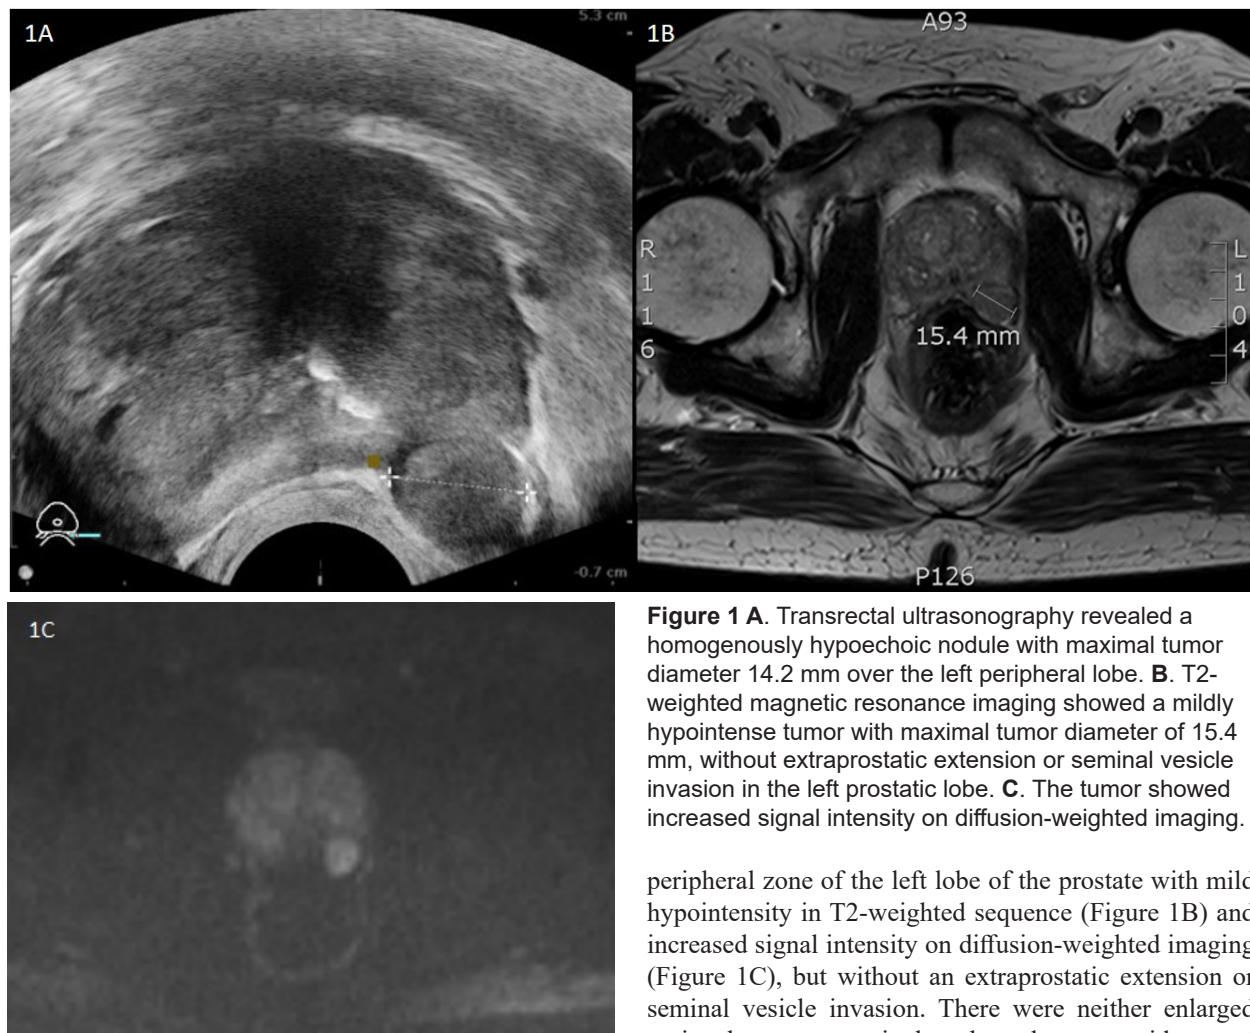 1A
5.3 cm
-0.7 cm
1B
A93
R
1
1
6
L
1
0
4
15.4 mm
P126
1C
Figure 1 A. Transrectal ultrasonography revealed a
homogenously hypoechoic nodule with maximal tumor
diameter 14.2 mm over the left peripheral lobe. B. T2-
weighted magnetic resonance imaging showed a mildly
hypointense tumor with maximal tumor diameter of 15.4
mm, without extraprostatic extension or seminal vesicle
invasion in the left prostatic lobe. C. The tumor showed
increased signal intensity on diffusion-weighted imaging.
peripheral zone of the left lobe of the prostate with mild
hypointensity in T2-weighted sequence (Figure 1B) and
increased signal intensity on diffusion-weighted imaging
(Figure 1C), but without an extraprostatic extension or
seminal vesicle invasion. There were neither enlarged